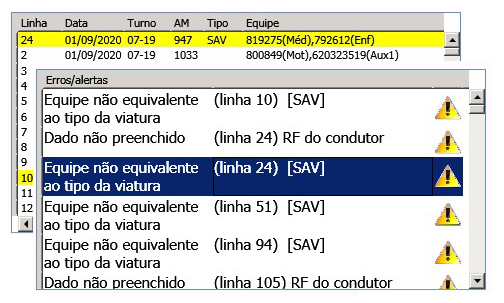 Linha Data Turno AM Tipo Equipe
24 01/09/2020 07-19 947 SAV 819275(Méd),792612(Enf)
2 01/09/2020 07-19 1033 800849(Mot),620323519(Aux1)
3
4
5
6
7
8
9
10
11
12
Erros/alertas
Equipe não equivalente (linha 10) [SAV]
ao tipo da viatura
Dado não preenchido (linha 24) RF do condutor
Equipe não equivalente (linha 24) [SAV]
ao tipo da viatura
Equipe não equivalente (linha 51) [SAV]
ao tipo da viatura
Equipe não equivalente (linha 94) [SAV]
ao tipo da viatura
Dado não preenchido (linha 105) RF do condutor